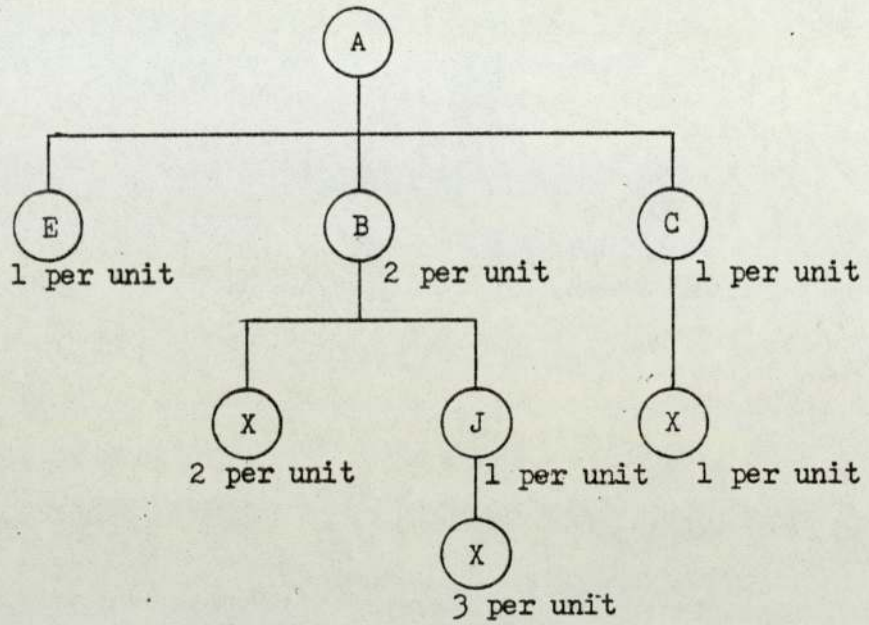 A
E B C
1 per unit 2 per unit 1 per unit
X J X
2 per unit 1 per unit 1 per unit
X
3 per unit